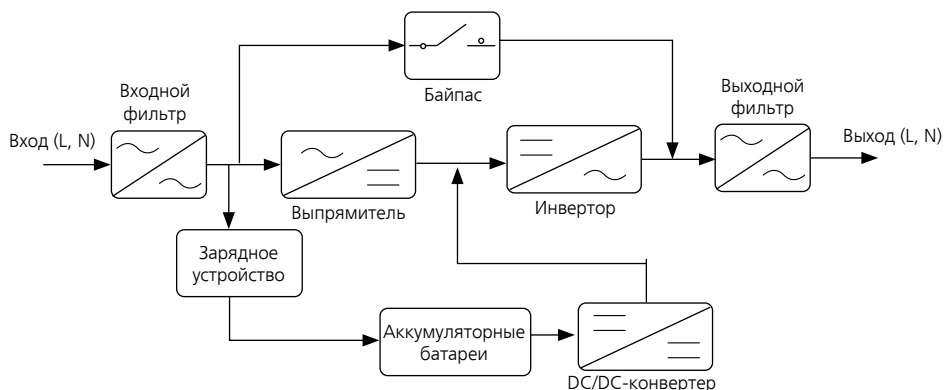 Байпас
Входной
фильтр
Выходной
фильтр
Вход (L, N)
Выход (L, N)
Выпрямитель
Инвертор
Зарядное
устройство
Аккумуляторные
батареи
DC/DC-конвертер